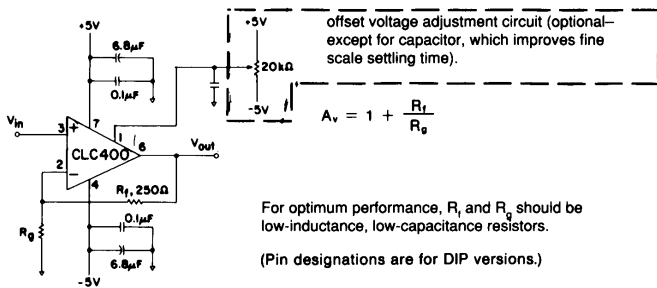 +5V
6.8µF
0.1µF
+5V
20kΩ
-5V
offset voltage adjustment circuit (optional–
except for capacitor, which improves fine
scale settling time).
Vin
3
+
7
1
CLC400
6
Vout
2
−
4
Rf, 250Ω
Rg
0.1µF
6.8µF
-5V
Av = 1 + Rf
Rg
For optimum performance, Rf and Rg should be
low-inductance, low-capacitance resistors.
(Pin designations are for DIP versions.)